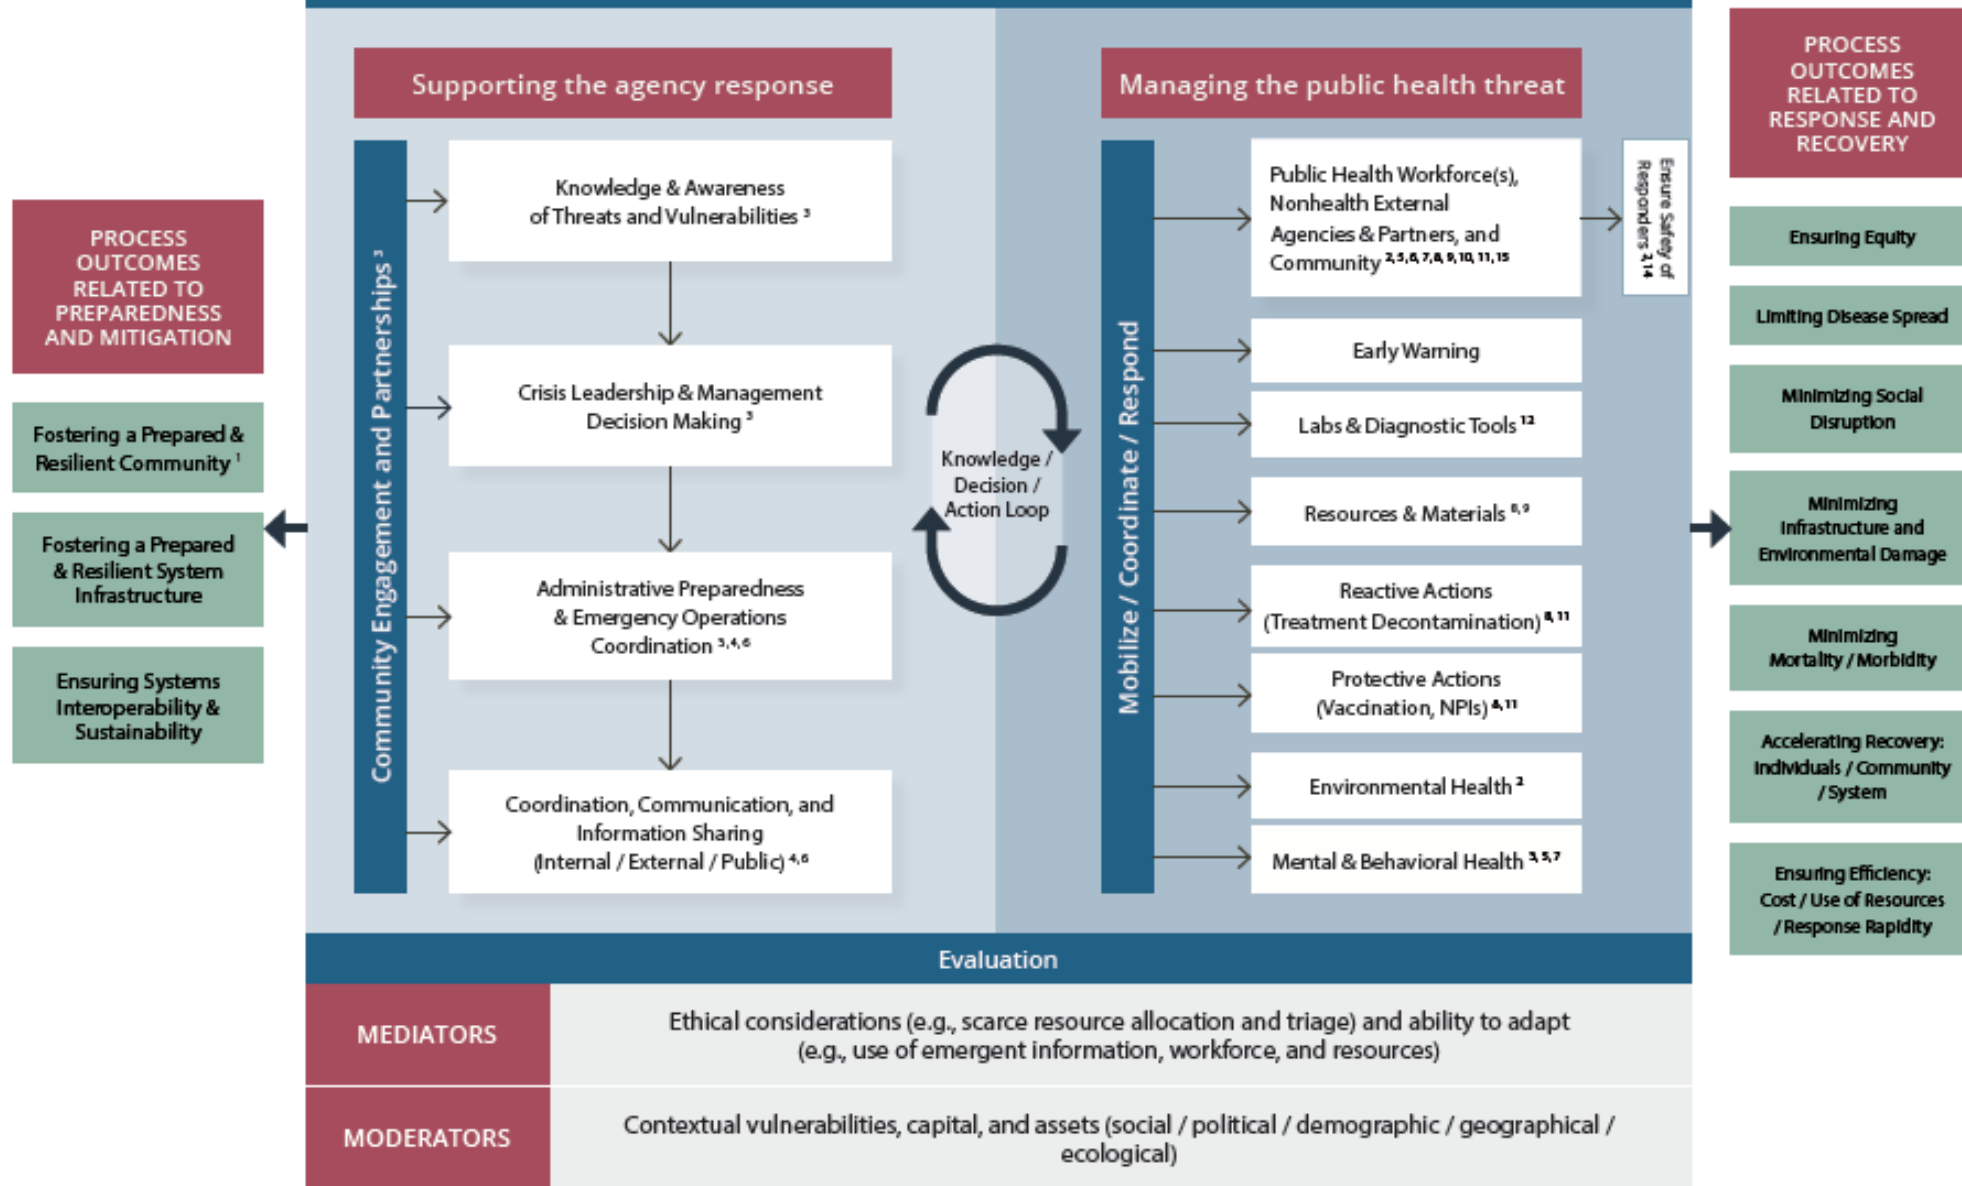 PROCESS
OUTCOMES
RELATED TO
PREPAREDNESS
AND MITIGATION
Fostering a Prepared &
Resilient Community ¹
Fostering a Prepared
& Resilient System
Infrastructure
Ensuring Systems
Interoperability &
Sustainability
Supporting the agency response
Community Engagement and Partnerships ³
Knowledge & Awareness
of Threats and Vulnerabilities ³
Crisis Leadership & Management
Decision Making ³
Administrative Preparedness
& Emergency Operations
Coordination ³,⁴,⁶
Coordination, Communication, and
Information Sharing
(Internal / External / Public) ⁴,⁶
Knowledge /
Decision /
Action Loop
Managing the public health threat
Mobilize / Coordinate / Respond
Public Health Workforce(s),
Nonhealth External
Agencies & Partners, and
Community ²,⁵,⁶,⁷,⁸,⁹,¹⁰,¹¹,¹⁵
Ensure Safety of
Responders ²,¹⁴
Early Warning
Labs & Diagnostic Tools ¹²
Resources & Materials
Reactive Actions
(Treatment Decontamination)
Protective Actions
(Vaccination, NPIs)
Environmental Health ²
Mental & Behavioral Health ³,⁵,⁷
PROCESS
OUTCOMES
RELATED TO
RESPONSE AND
RECOVERY
Ensuring Equity
Limiting Disease Spread
Minimizing Social
Disruption
Minimizing
Infrastructure and
Environmental Damage
Minimizing
Mortality / Morbidity
Accelerating Recovery:
Individuals / Community
/ System
Ensuring Efficiency:
Cost / Use of Resources
/ Response Rapidity
Evaluation
MEDIATORS
Ethical considerations (e.g., scarce resource allocation and triage) and ability to adapt
(e.g., use of emergent information, workforce, and resources)
MODERATORS
Contextual vulnerabilities, capital, and assets (social / political / demographic / geographical /
ecological)